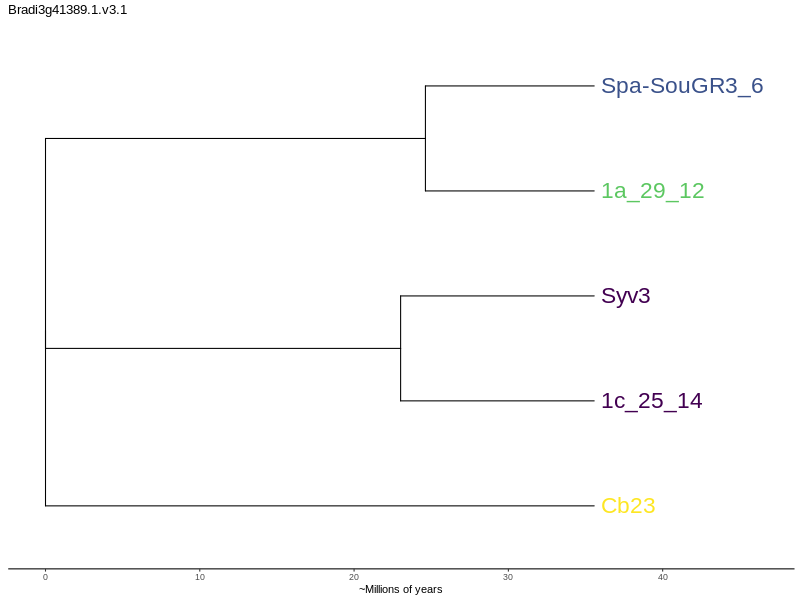 Bradi3g41389.1.v3.1
Spa-SouGR3_6
1a_29_12
Syv3
1c_25_14
Cb23
0 10 20 30 40
~Millions of years